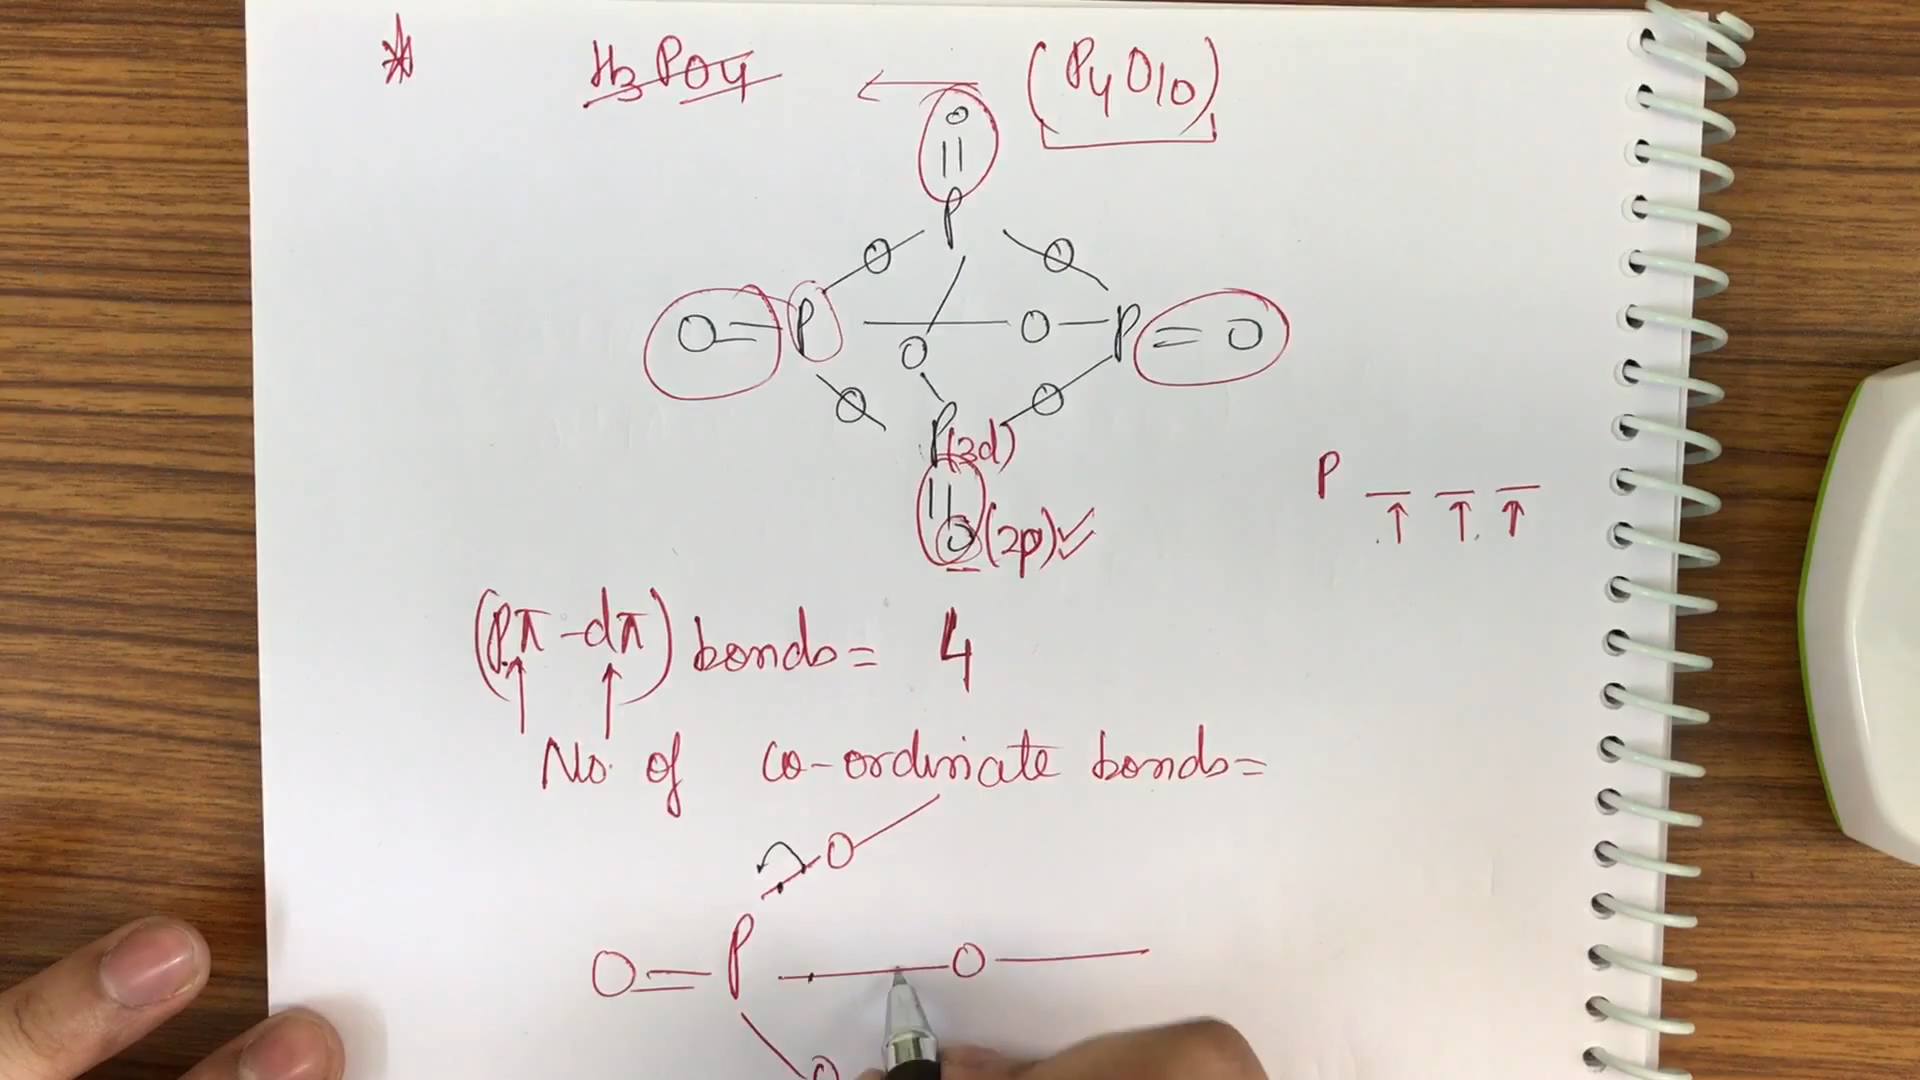 * H3PO4 ← (P4O10)
O
||
P
O O
O = P O P = O
O
O O
P (3d)
||
O (2p) ✓
P ↑ ↑ ↑
(pπ - dπ) bonds = 4
No. of co-ordinate bonds =
O
O = P O
O